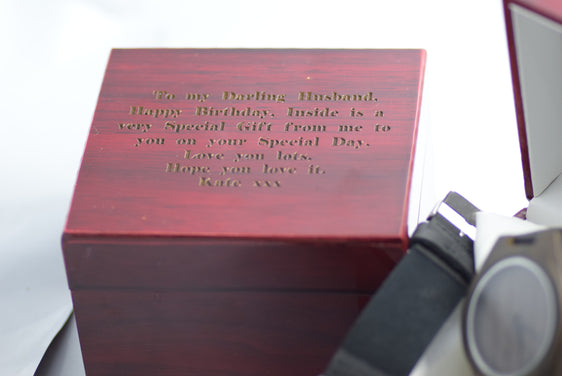 To my Darling Husband.
Happy Birthday. Inside is a
very Special Gift from me to
you on your Special Day.
Love you lots.
Hope you love it.
Kate xxx